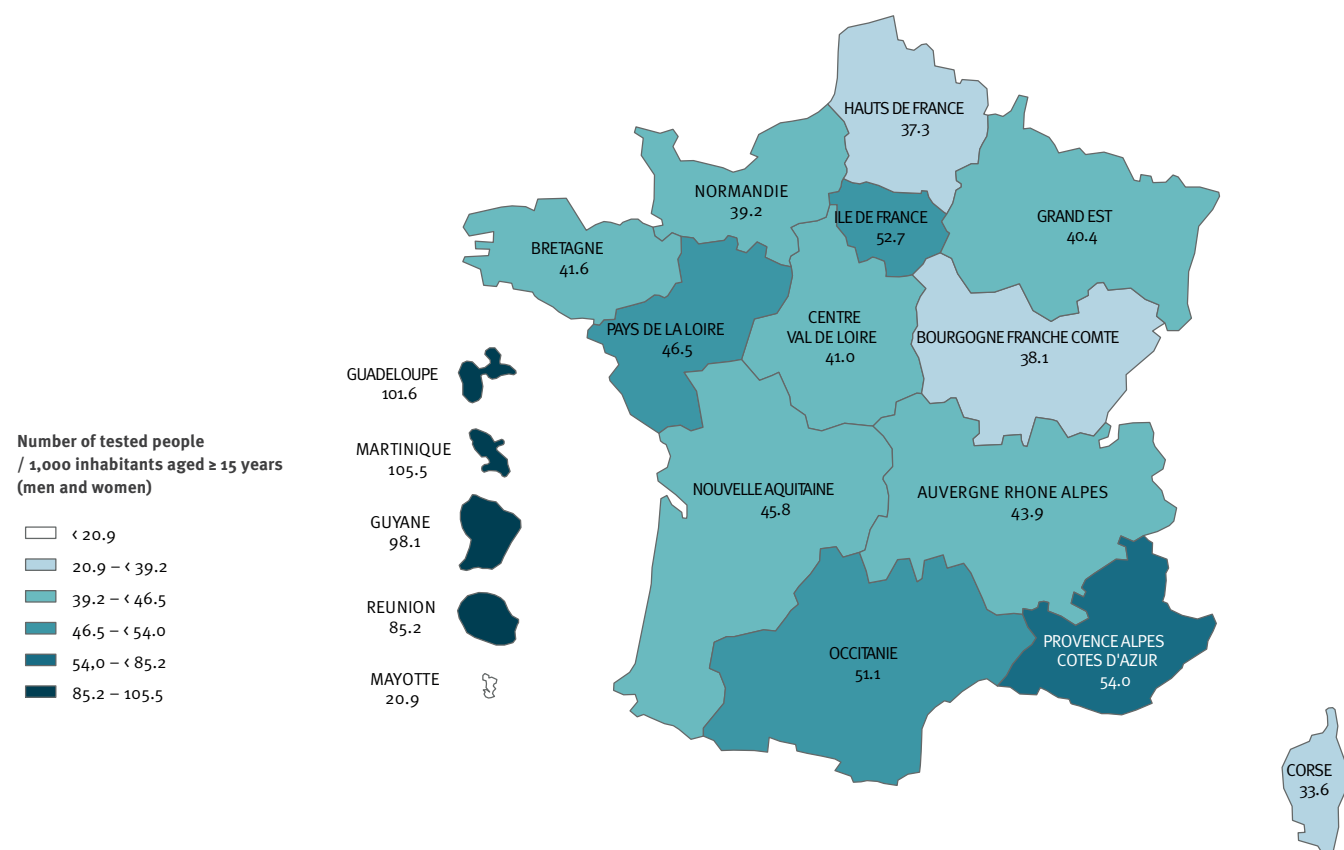 HAUTS DE FRANCE
37.3
NORMANDIE
39.2
ILE DE FRANCE
52.7
GRAND EST
40.4
BRETAGNE
41.6
PAYS DE LA LOIRE
46.5
CENTRE
VAL DE LOIRE
41.0
BOURGOGNE FRANCHE COMTE
38.1
GUADELOUPE
101.6
MARTINIQUE
105.5
GUYANE
98.1
REUNION
85.2
MAYOTTE
20.9
NOUVELLE AQUITAINE
45.8
AUVERGNE RHONE ALPES
43.9
OCCITANIE
51.1
PROVENCE ALPES
COTES D'AZUR
54.0
CORSE
33.6
Number of tested people
/ 1,000 inhabitants aged ≥ 15 years
(men and women)
< 20.9
20.9 – < 39.2
39.2 – < 46.5
46.5 – < 54.0
54,0 – < 85.2
85.2 – 105.5